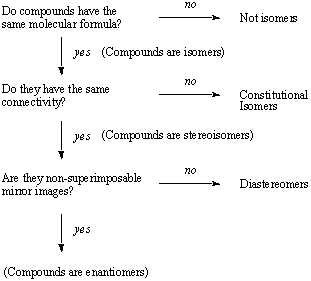 Do compounds have the
same molecular formula?
no
Not isomers
yes (Compounds are isomers)
Do they have the same
connectivity?
no
Constitutional
Isomers
yes (Compounds are stereoisomers)
Are they non-superimposable
mirror images?
no
Diastereomers
yes
(Compounds are enantiomers)